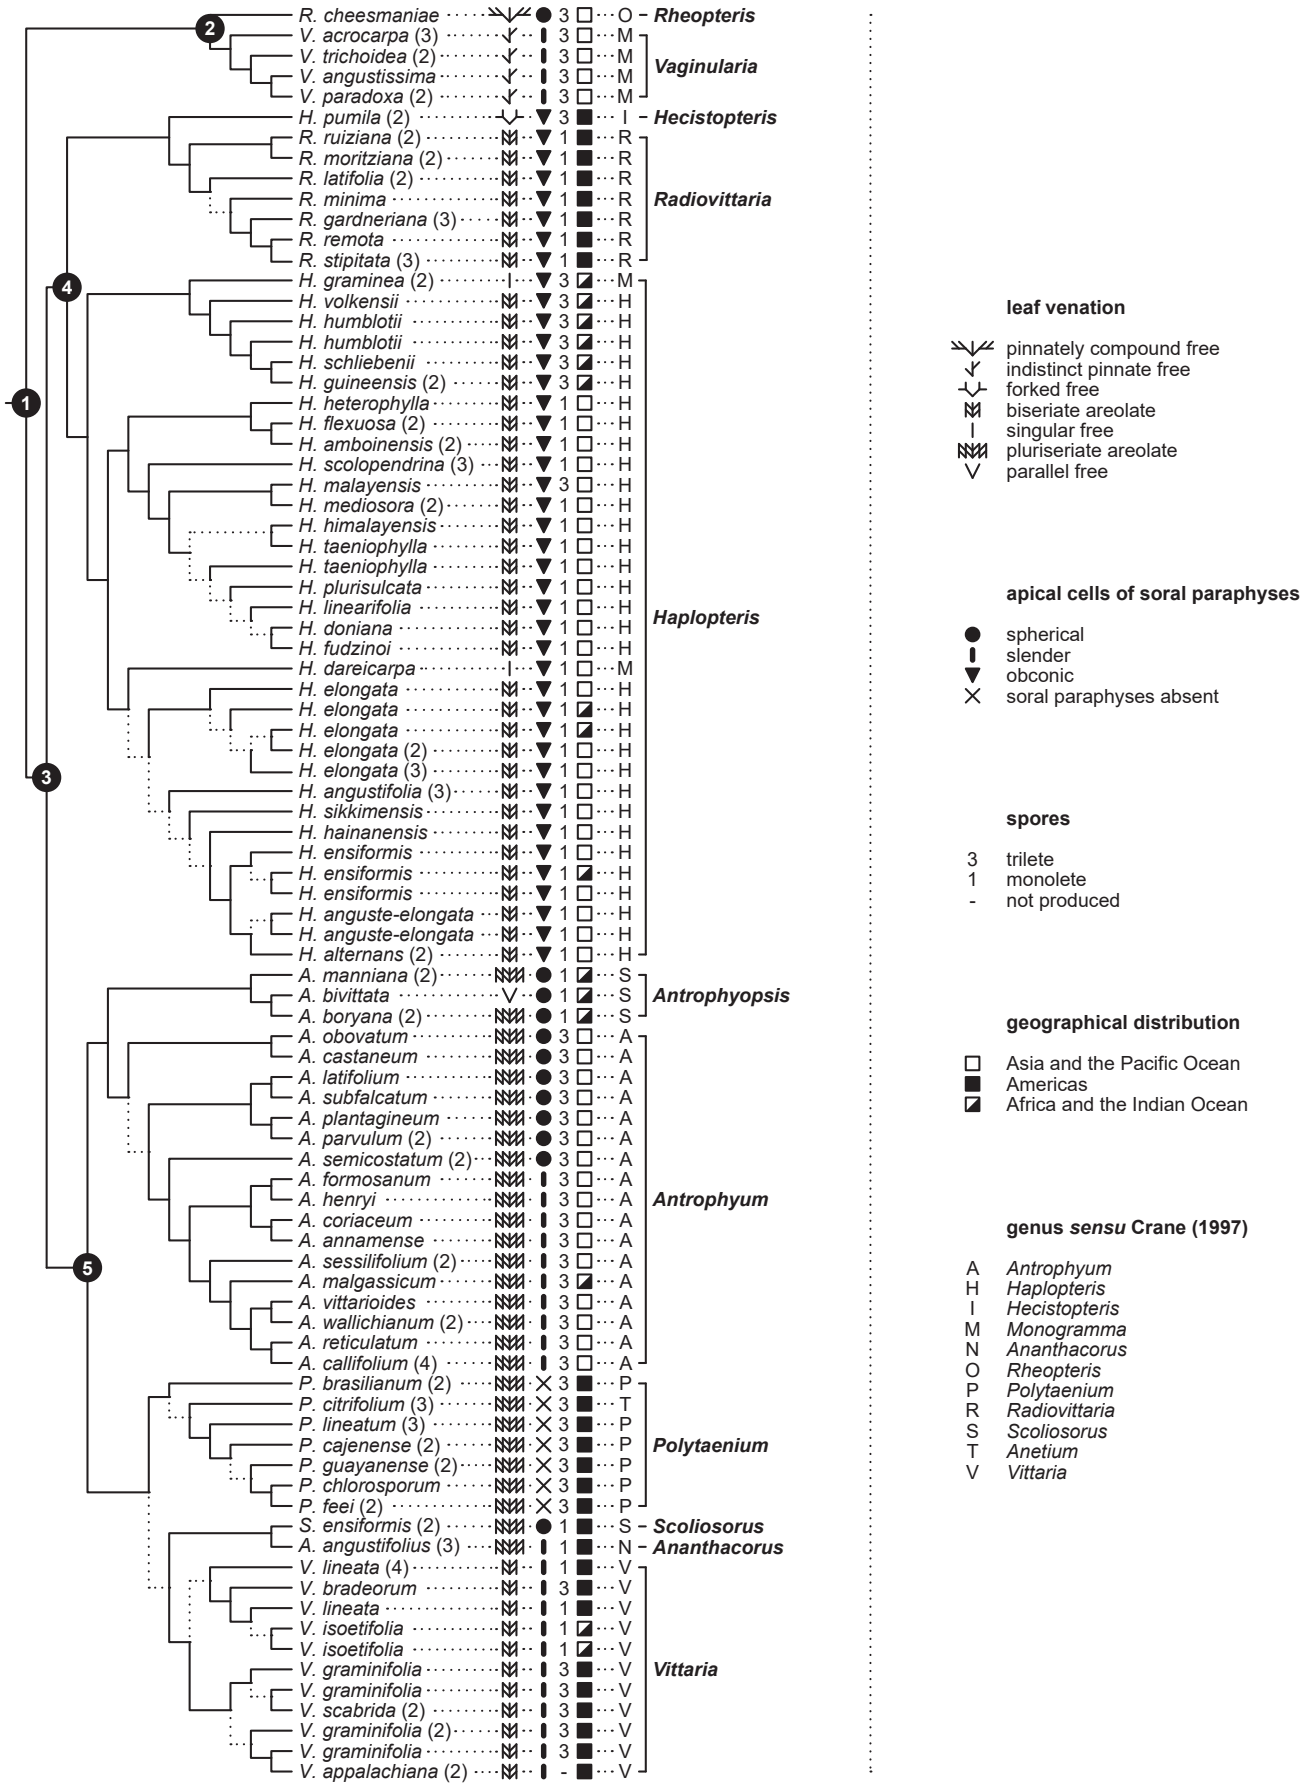 R. cheesmaniae 3 O Rheopteris
V. acrocarpa (3) 3 M
V. trichoidea (2) 3 M
Vaginularia
V. angustissima 3 M
V. paradoxa (2) 3 M
H. pumila (2) 3 I Hecistopteris
R. ruiziana (2) 1 R
R. moritziana (2) 1 R
R. latifolia (2) 1 R
R. minima 1 R
Radiovittaria
R. gardneriana (3) 1 R
R. remota 1 R
R. stipitata (3) 1 R
H. graminea (2) 3 M
H. volkensii 3 H
H. humblotii 3 H
H. humblotii 3 H
H. schliebenii 3 H
H. guineensis (2) 3 H
H. heterophylla 1 H
H. flexuosa (2) 1 H
H. amboinensis (2) 1 H
H. scolopendrina (3) 1 H
H. malayensis 3 H
H. mediosora (2) 1 H
H. himalayensis 1 H
H. taeniophylla 1 H
H. taeniophylla 1 H
H. plurisulcata 1 H
H. linearifolia 1 H
Haplopteris
H. doniana 1 H
H. fudzinoi 1 H
H. dareicarpa 1 M
H. elongata 1 H
H. elongata 1 H
H. elongata 1 H
H. elongata (2) 1 H
H. elongata (3) 1 H
H. angustifolia (3) 1 H
H. sikkimensis 1 H
H. hainanensis 1 H
H. ensiformis 1 H
H. ensiformis 1 H
H. ensiformis 1 H
H. anguste-elongata 1 H
H. anguste-elongata 1 H
H. alternans (2) 1 H
A. manniana (2) 1 S
A. bivittata 1 S Antrophyopsis
A. boryana (2) 1 S
A. obovatum 3 A
A. castaneum 3 A
A. latifolium 3 A
A. subfalcatum 3 A
A. plantagineum 3 A
A. parvulum (2) 3 A
A. semicostatum (2) 3 A
A. formosanum 3 A
A. henryi 3 A Antrophyum
A. coriaceum 3 A
A. annamense 3 A
A. sessilifolium (2) 3 A
A. malgassicum 3 A
A. vittarioides 3 A
A. wallichianum (2) 3 A
A. reticulatum 3 A
A. callifolium (4) 3 A
P. brasilianum (2) 3 P
P. citrifolium (3) 3 T
P. lineatum (3) 3 P
P. cajenense (2) 3 P Polytaenium
P. guayanense (2) 3 P
P. chlorosporum 3 P
P. feei (2) 3 P
S. ensiformis (2) 1 S Scoliosorus
A. angustifolius (3) 1 N Ananthacorus
V. lineata (4) 1 V
V. bradeorum 3 V
V. lineata 1 V
V. isoetifolia 1 V
V. isoetifolia 1 V
V. graminifolia 3 V Vittaria
V. graminifolia 3 V
V. scabrida (2) 3 V
V. graminifolia (2) 3 V
V. graminifolia 3 V
V. appalachiana (2) - V
1
2
3
4
5
leaf venation
pinnately compound free
indistinct pinnate free
forked free
biseriate areolate
singular free
pluriseriate areolate
parallel free
apical cells of soral paraphyses
spherical
slender
obconic
soral paraphyses absent
spores
3 trilete
1 monolete
- not produced
geographical distribution
Asia and the Pacific Ocean
Americas
Africa and the Indian Ocean
genus sensu Crane (1997)
A Antrophyum
H Haplopteris
I Hecistopteris
M Monogramma
N Ananthacorus
O Rheopteris
P Polytaenium
R Radiovittaria
S Scoliosorus
T Anetium
V Vittaria